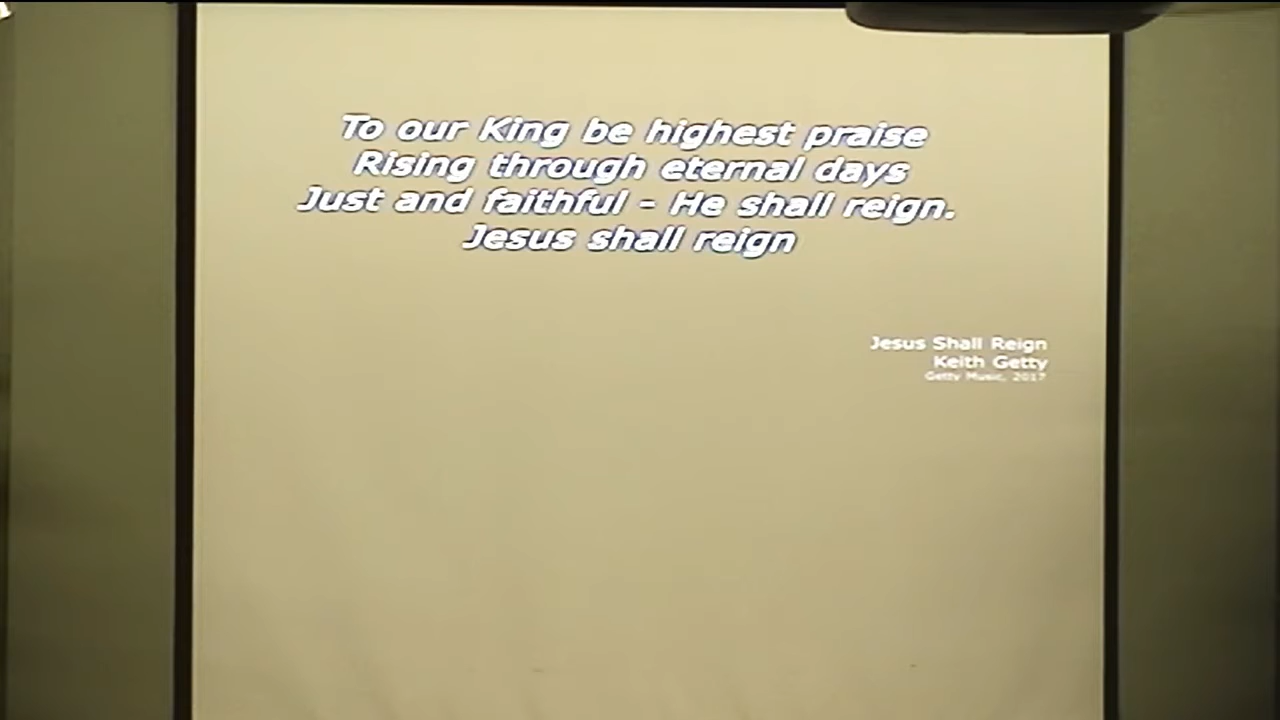 To our King be highest praise
Rising through eternal days
Just and faithful - He shall reign.
Jesus shall reign
Jesus Shall Reign
Keith Getty
Getty Music, 2017